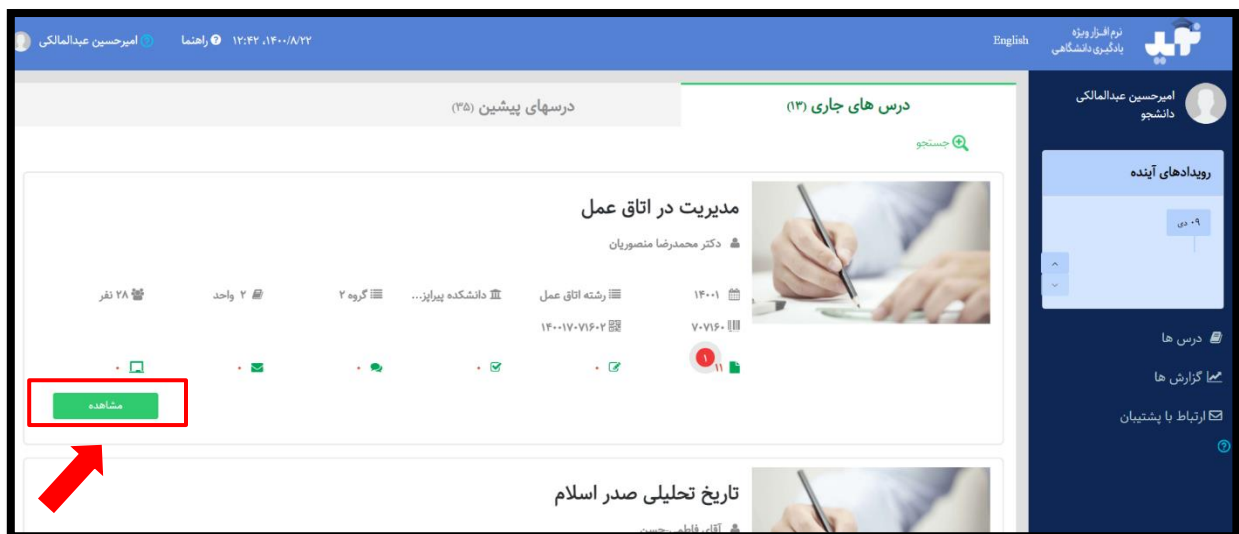 نوید
نرم افزار ویژه
یادگیری دانشگاهی
English
۱۴۰۰/۸/۲۲، ۱۲:۴۲
راهنما
امیرحسین عبدالمالکی
امیرحسین عبدالمالکی
دانشجو
رویدادهای آینده
۰۹ دی
درس ها
گزارش ها
ارتباط با پشتیبان
درس های جاری (۱۳)
درسهای پیشین (۳۵)
جستجو
مدیریت در اتاق عمل
دکتر محمدرضا منصوریان
۱۴۰۰۱ رشته اتاق عمل دانشکده پیراپز... گروه ۲ ۲ واحد ۲۸ نفر
۷۰۷۱۶۰ ۱۴۰۰۱۷۰۷۱۶۰۲
۱
۱۱ ۰ ۰ ۰ ۰ ۰
مشاهده
تاریخ تحلیلی صدر اسلام